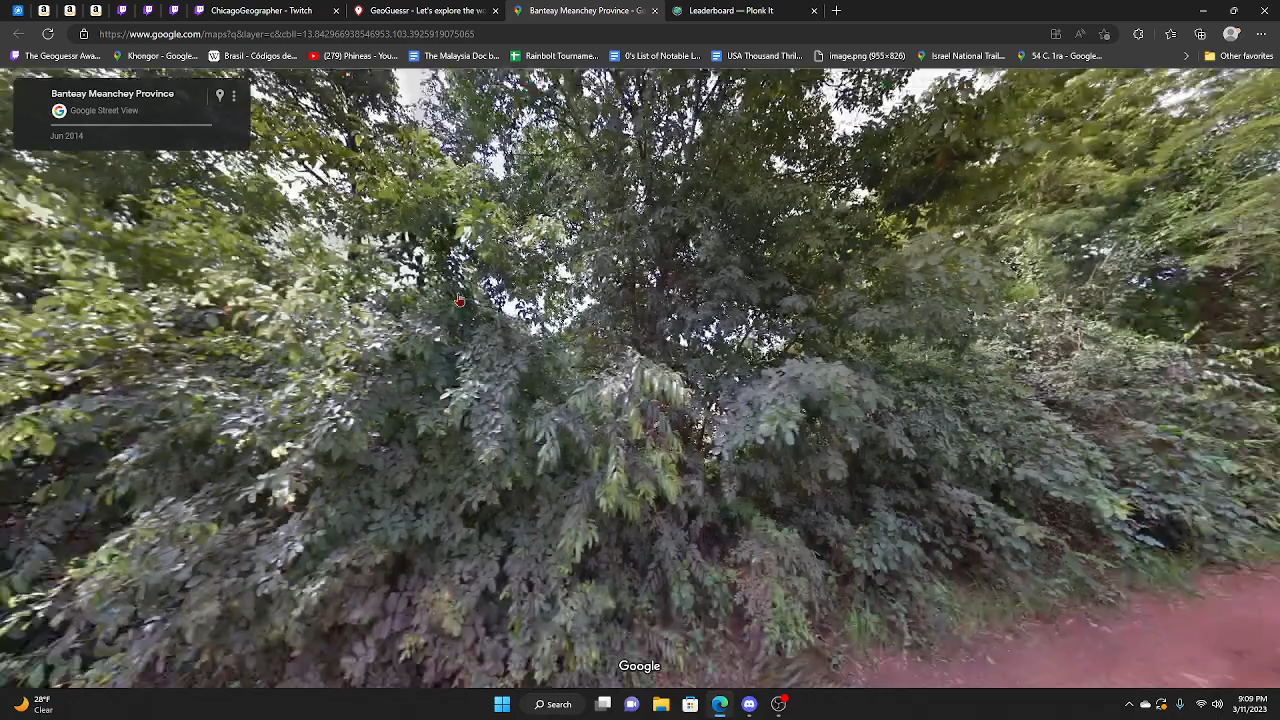 ChicagoGeographer - Twitch
GeoGuessr - Let's explore the wo
Banteay Meanchey Province - Go
Leaderboard — Plonk It
https://www.google.com/maps?q&layer=c&cbll=13.842966938546953,103.3925919075065
The Geoguessr Awa...
Khongor - Google...
Brasil - Códigos de...
(279) Phineas - You...
The Malaysia Doc b...
Rainbolt Tourname...
0's List of Notable L...
USA Thousand Thril...
image.png (955×826)
Israel National Trail...
54 C. 1ra - Google...
Other favorites
Banteay Meanchey Province
Google Street View
Jun 2014
Google
28°F
Clear
Search
9:09 PM
3/11/2023